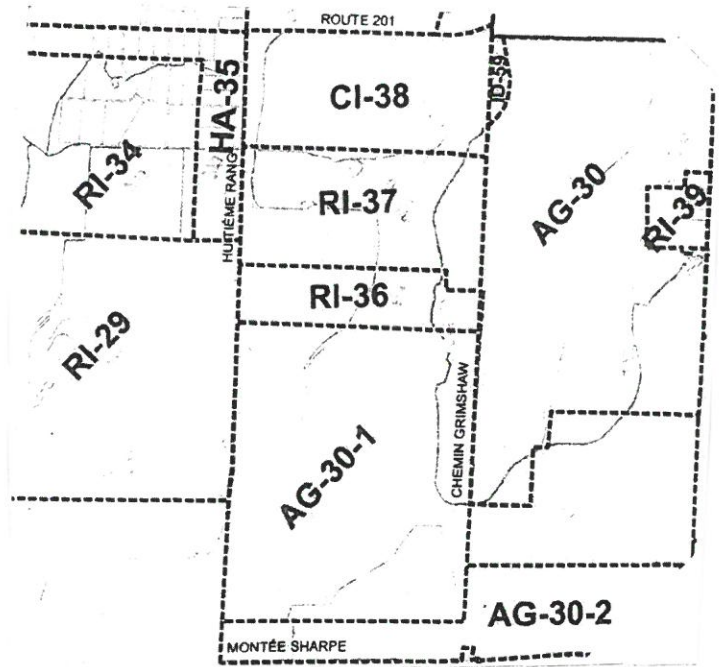 ROUTE 201
CI-38
ID-59
HA-35
RI-34
HUITIÈME RANG
RI-37
AG-30
RI-39
RI-36
RI-29
CHEMIN GRIMSHAW
AG-30-1
AG-30-2
MONTÉE SHARPE